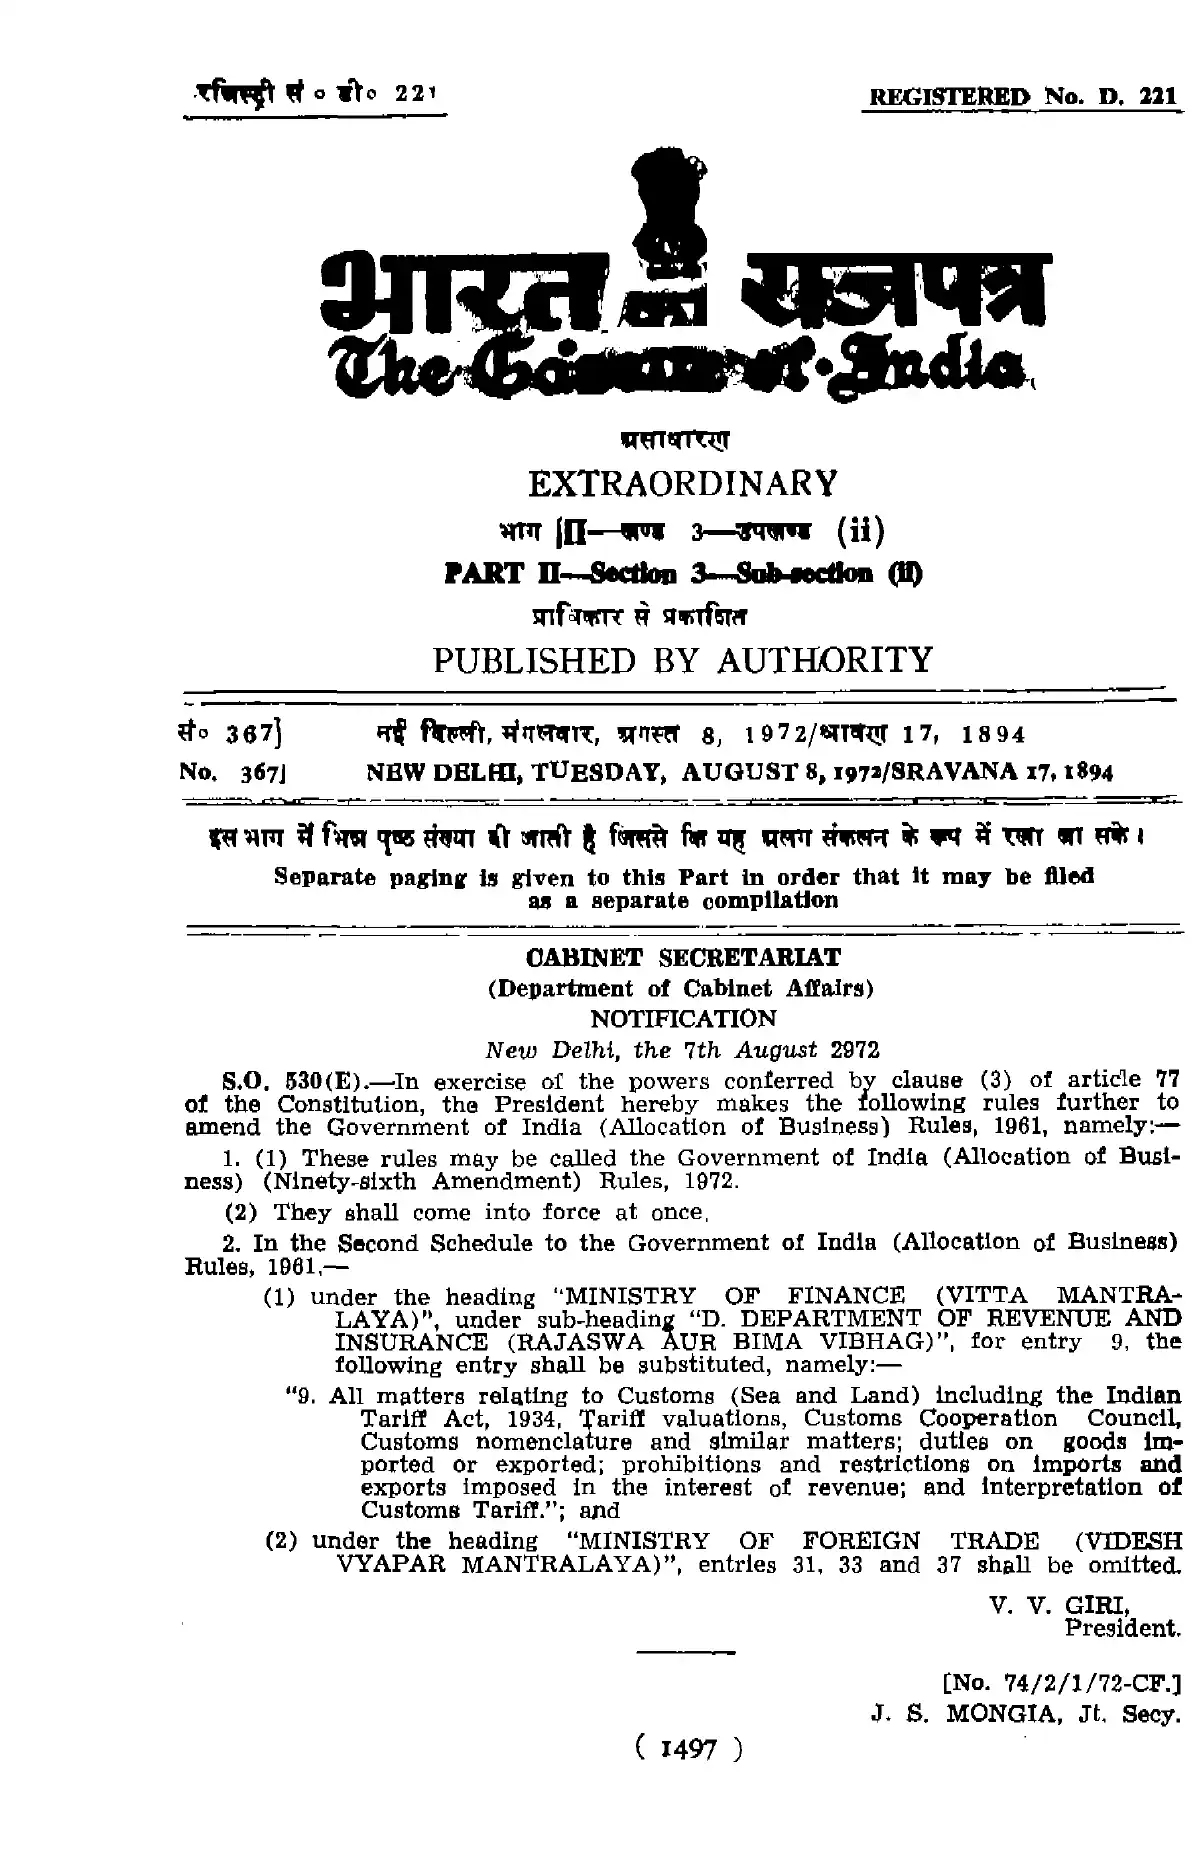 रजिस्ट्री सं० डी० 221
REGISTERED No. D. 221
भारत का राजपत्र
The Gazette of India
असाधारण
EXTRAORDINARY
भाग II—खण्ड 3—उपखण्ड (ii)
PART II—Section 3—Sub-section (ii)
प्राधिकार से प्रकाशित
PUBLISHED BY AUTHORITY
सं० 367] नई दिल्ली, मंगलवार, अगस्त 8, 1972/श्रावण 17, 1894
No. 367] NEW DELHI, TUESDAY, AUGUST 8, 1972/SRAVANA 17, 1894
इस भाग में भिन्न पृष्ठ संख्या दी जाती है जिससे कि यह अलग संकलन के रूप में रखा जा सके।
Separate paging is given to this Part in order that it may be filed
as a separate compilation
CABINET SECRETARIAT
(Department of Cabinet Affairs)
NOTIFICATION
New Delhi, the 7th August 2972
S.O. 530(E).—In exercise of the powers conferred by clause (3) of article 77
of the Constitution, the President hereby makes the following rules further to
amend the Government of India (Allocation of Business) Rules, 1961, namely:—
1. (1) These rules may be called the Government of India (Allocation of Busi-
ness) (Ninety-sixth Amendment) Rules, 1972.
(2) They shall come into force at once.
2. In the Second Schedule to the Government of India (Allocation of Business)
Rules, 1961,—
(1) under the heading "MINISTRY OF FINANCE (VITTA MANTRA-
LAYA)", under sub-heading "D. DEPARTMENT OF REVENUE AND
INSURANCE (RAJASWA AUR BIMA VIBHAG)", for entry 9, the
following entry shall be substituted, namely:—
"9. All matters relating to Customs (Sea and Land) including the Indian
Tariff Act, 1934, Tariff valuations, Customs Cooperation Council,
Customs nomenclature and similar matters; duties on goods im-
ported or exported; prohibitions and restrictions on imports and
exports imposed in the interest of revenue; and interpretation of
Customs Tariff."; and
(2) under the heading "MINISTRY OF FOREIGN TRADE (VIDESH
VYAPAR MANTRALAYA)", entries 31, 33 and 37 shall be omitted.
V. V. GIRI,
President.
[No. 74/2/1/72-CF.]
J. S. MONGIA, Jt. Secy.
( 1497 )